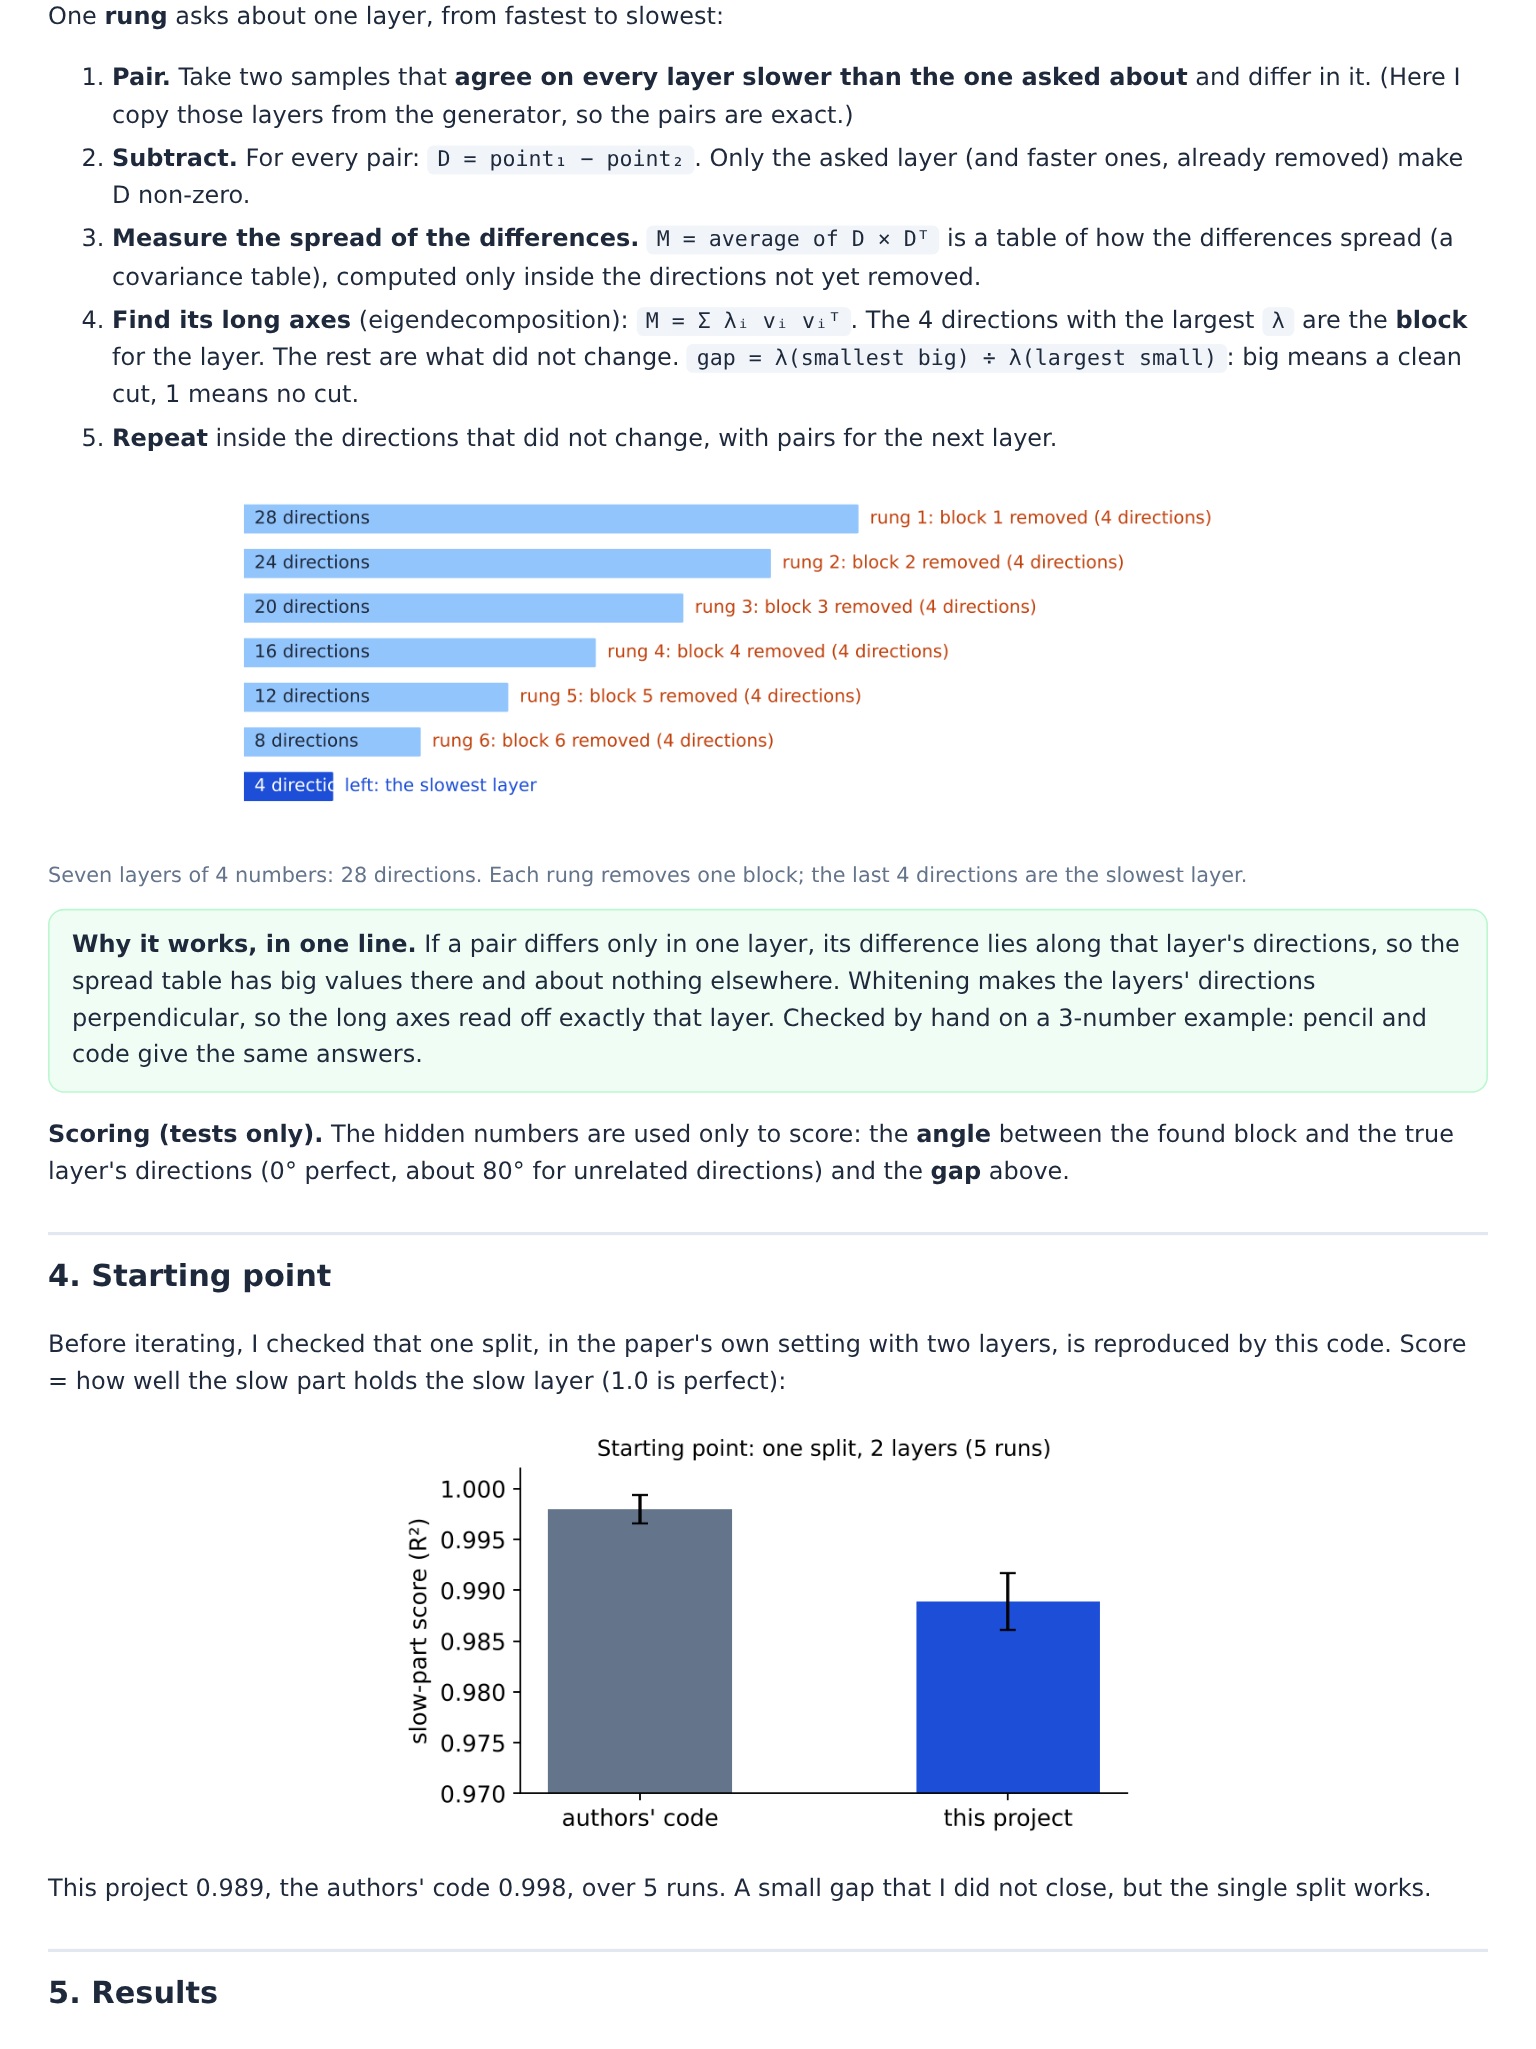 One rung asks about one layer, from fastest to slowest:
1. Pair. Take two samples that agree on every layer slower than the one asked about and differ in it. (Here I
copy those layers from the generator, so the pairs are exact.)
2. Subtract. For every pair: D = point₁ − point₂. Only the asked layer (and faster ones, already removed) make
D non-zero.
3. Measure the spread of the differences. M = average of D × Dᵀ is a table of how the differences spread (a
covariance table), computed only inside the directions not yet removed.
4. Find its long axes (eigendecomposition): M = Σ λᵢ vᵢ vᵢᵀ. The 4 directions with the largest λ are the block
for the layer. The rest are what did not change. gap = λ(smallest big) ÷ λ(largest small): big means a clean
cut, 1 means no cut.
5. Repeat inside the directions that did not change, with pairs for the next layer.
28 directions rung 1: block 1 removed (4 directions)
24 directions rung 2: block 2 removed (4 directions)
20 directions rung 3: block 3 removed (4 directions)
16 directions rung 4: block 4 removed (4 directions)
12 directions rung 5: block 5 removed (4 directions)
8 directions rung 6: block 6 removed (4 directions)
4 directic left: the slowest layer
Seven layers of 4 numbers: 28 directions. Each rung removes one block; the last 4 directions are the slowest layer.
Why it works, in one line. If a pair differs only in one layer, its difference lies along that layer's directions, so the
spread table has big values there and about nothing elsewhere. Whitening makes the layers' directions
perpendicular, so the long axes read off exactly that layer. Checked by hand on a 3-number example: pencil and
code give the same answers.
Scoring (tests only). The hidden numbers are used only to score: the angle between the found block and the true
layer's directions (0° perfect, about 80° for unrelated directions) and the gap above.
4. Starting point
Before iterating, I checked that one split, in the paper's own setting with two layers, is reproduced by this code. Score
= how well the slow part holds the slow layer (1.0 is perfect):
Starting point: one split, 2 layers (5 runs)
slow-part score (R²)
1.000
0.995
0.990
0.985
0.980
0.975
0.970
authors' code this project
This project 0.989, the authors' code 0.998, over 5 runs. A small gap that I did not close, but the single split works.
5. Results